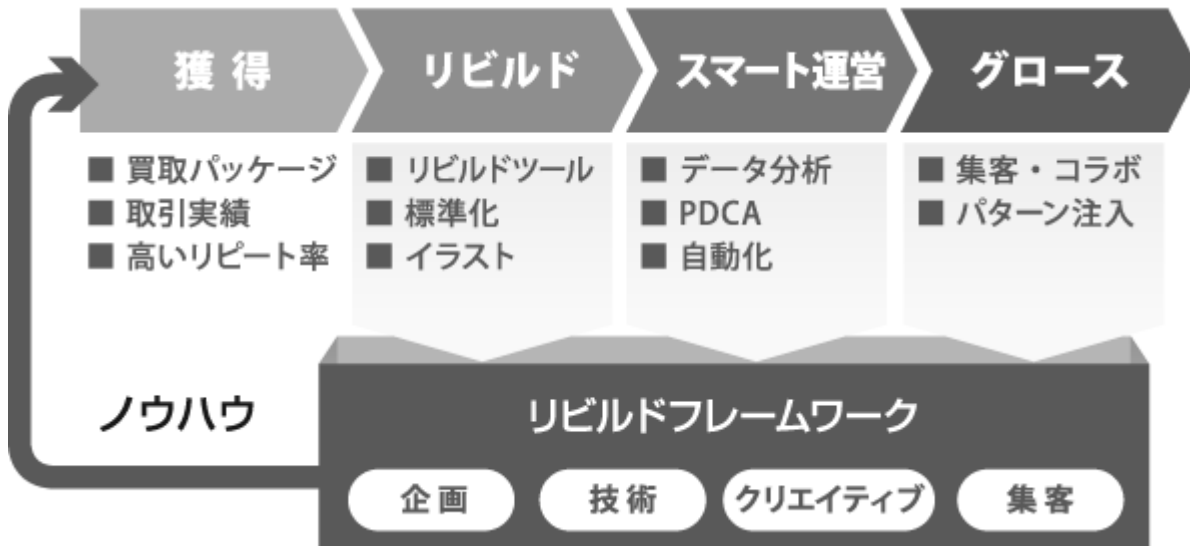 獲得
リビルド
スマート運営
グロース
■ 買取パッケージ
■ 取引実績
■ 高いリピート率
■ リビルドツール
■ 標準化
■ イラスト
■ データ分析
■ PDCA
■ 自動化
■ 集客・コラボ
■ パターン注入
ノウハウ
リビルドフレームワーク
企画
技術
クリエイティブ
集客